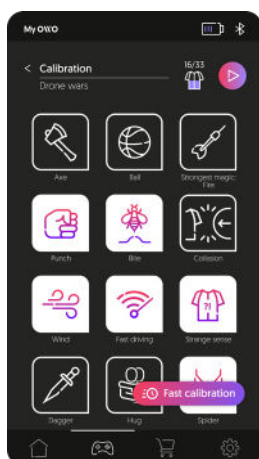 My OWO
16/33
< Calibration
Drone wars
Axe
Ball
Strongest magic:
Fire
Punch
Bite
Collision
Wind
Fast driving
Strange sense
?!
Dagger
Hug
Spider
Fast calibration